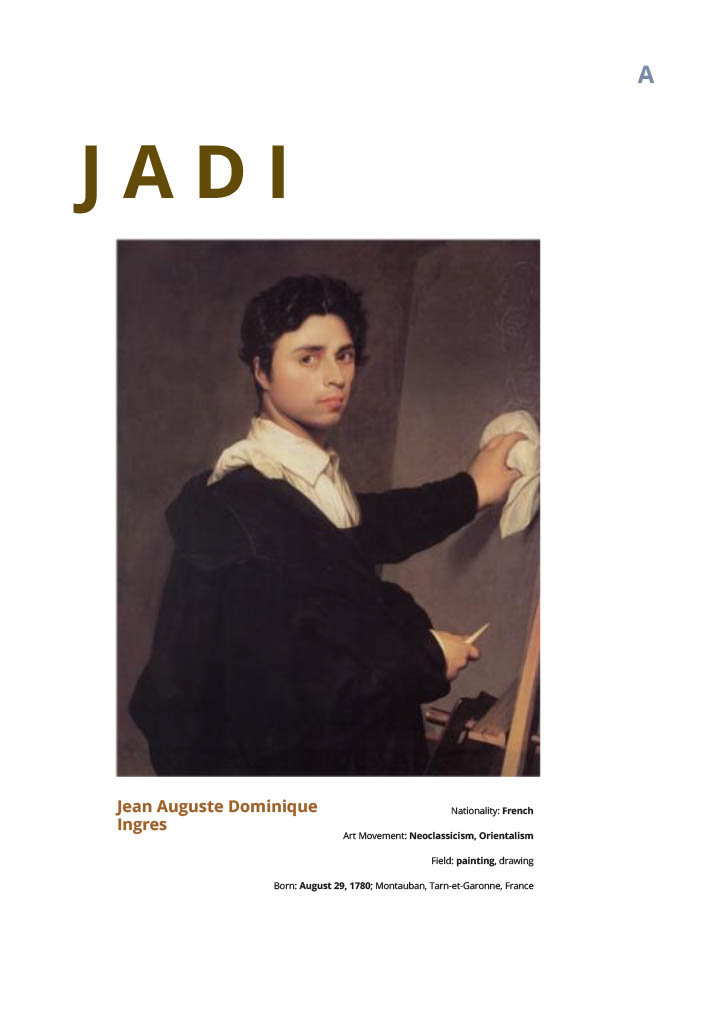 A
J A D I
Jean Auguste Dominique
Ingres
Nationality: French
Art Movement: Neoclassicism, Orientalism
Field: painting, drawing
Born: August 29, 1780; Montauban, Tarn-et-Garonne, France